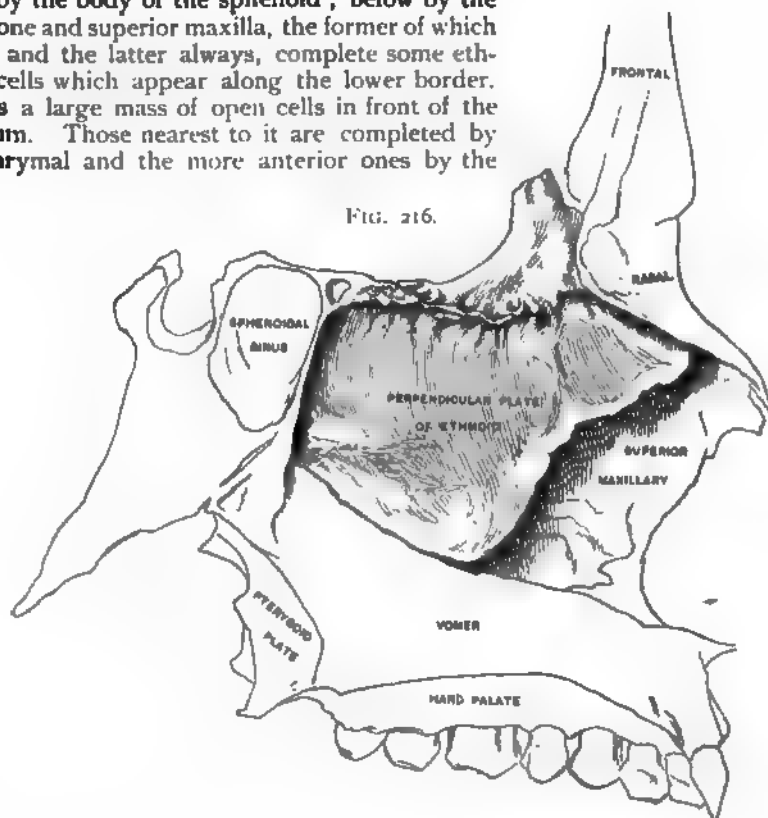 by the body of the sphenoid ; below by the
one and superior maxilla, the former of which
and the latter always, complete some eth-
cells which appear along the lower border.
s a large mass of open cells in front of the
um. Those nearest to it are completed by
rymal and the more anterior ones by the
FIG. 216.
FRONTAL
NASAL
SPHENOIDAL
SINUS
PERPENDICULAR PLATE
OF ETHMOID
SUPERIOR
MAXILLARY
PTERYGOID
PLATE
VOMER
HARD PALATE